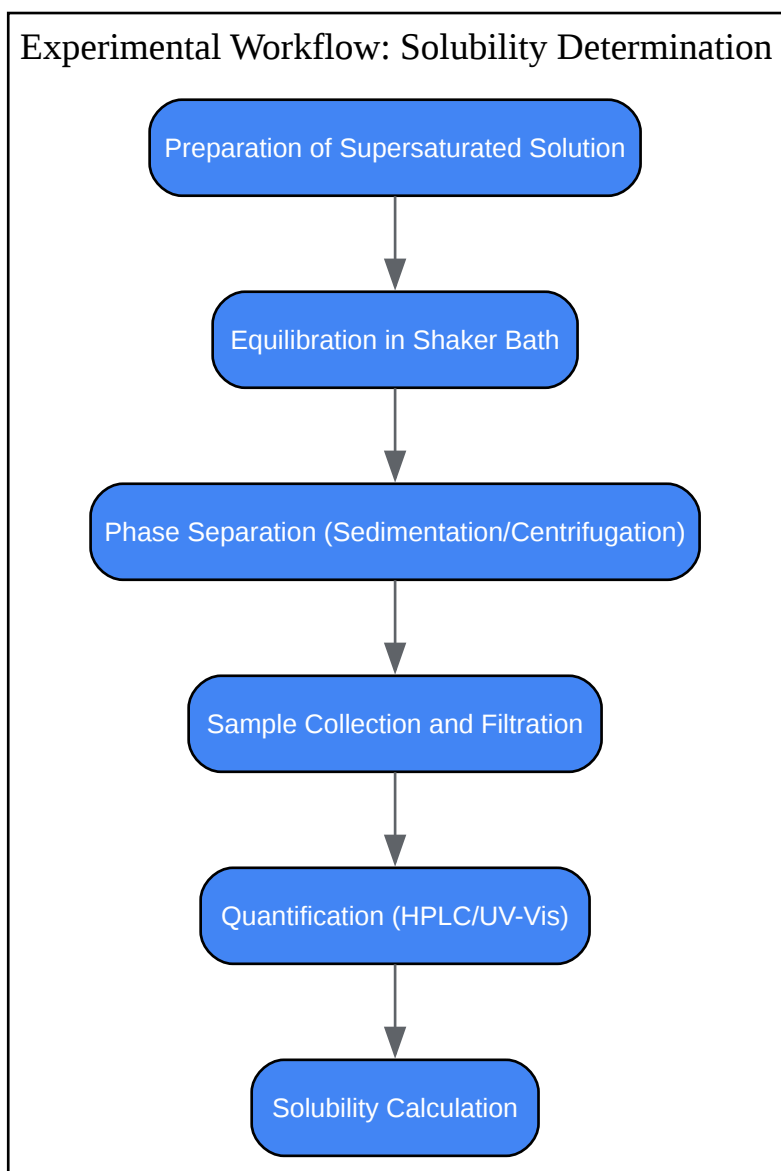 Experimental Workflow: Solubility Determination
Preparation of Supersaturated Solution
Equilibration in Shaker Bath
Phase Separation (Sedimentation/Centrifugation)
Sample Collection and Filtration
Quantification (HPLC/UV-Vis)
Solubility Calculation